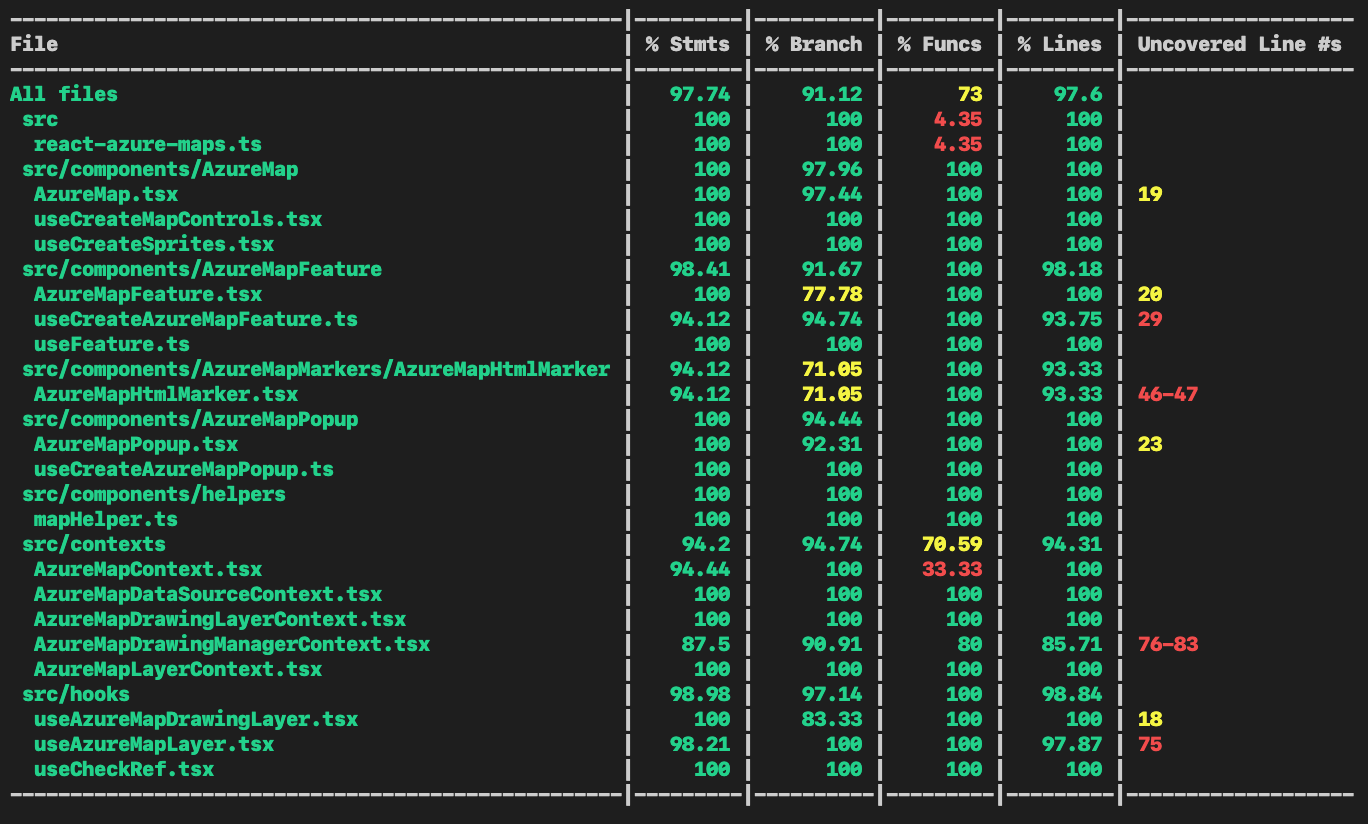 File | % Stmts | % Branch | % Funcs | % Lines | Uncovered Line #s
All files | 97.74 | 91.12 | 73 | 97.6 |
src | 100 | 100 | 4.35 | 100 |
react-azure-maps.ts | 100 | 100 | 4.35 | 100 |
src/components/AzureMap | 100 | 97.96 | 100 | 100 |
AzureMap.tsx | 100 | 97.44 | 100 | 100 | 19
useCreateMapControls.tsx | 100 | 100 | 100 | 100 |
useCreateSprites.tsx | 100 | 100 | 100 | 100 |
src/components/AzureMapFeature | 98.41 | 91.67 | 100 | 98.18 |
AzureMapFeature.tsx | 100 | 77.78 | 100 | 100 | 20
useCreateAzureMapFeature.ts | 94.12 | 94.74 | 100 | 93.75 | 29
useFeature.ts | 100 | 100 | 100 | 100 |
src/components/AzureMapMarkers/AzureMapHtmlMarker | 94.12 | 71.05 | 100 | 93.33 |
AzureMapHtmlMarker.tsx | 94.12 | 71.05 | 100 | 93.33 | 46-47
src/components/AzureMapPopup | 100 | 94.44 | 100 | 100 |
AzureMapPopup.tsx | 100 | 92.31 | 100 | 100 | 23
useCreateAzureMapPopup.ts | 100 | 100 | 100 | 100 |
src/components/helpers | 100 | 100 | 100 | 100 |
mapHelper.ts | 100 | 100 | 100 | 100 |
src/contexts | 94.2 | 94.74 | 70.59 | 94.31 |
AzureMapContext.tsx | 94.44 | 100 | 33.33 | 100 |
AzureMapDataSourceContext.tsx | 100 | 100 | 100 | 100 |
AzureMapDrawingLayerContext.tsx | 100 | 100 | 100 | 100 |
AzureMapDrawingManagerContext.tsx | 87.5 | 90.91 | 80 | 85.71 | 76-83
AzureMapLayerContext.tsx | 100 | 100 | 100 | 100 |
src/hooks | 98.98 | 97.14 | 100 | 98.84 |
useAzureMapDrawingLayer.tsx | 100 | 83.33 | 100 | 100 | 18
useAzureMapLayer.tsx | 98.21 | 100 | 100 | 97.87 | 75
useCheckRef.tsx | 100 | 100 | 100 | 100 |